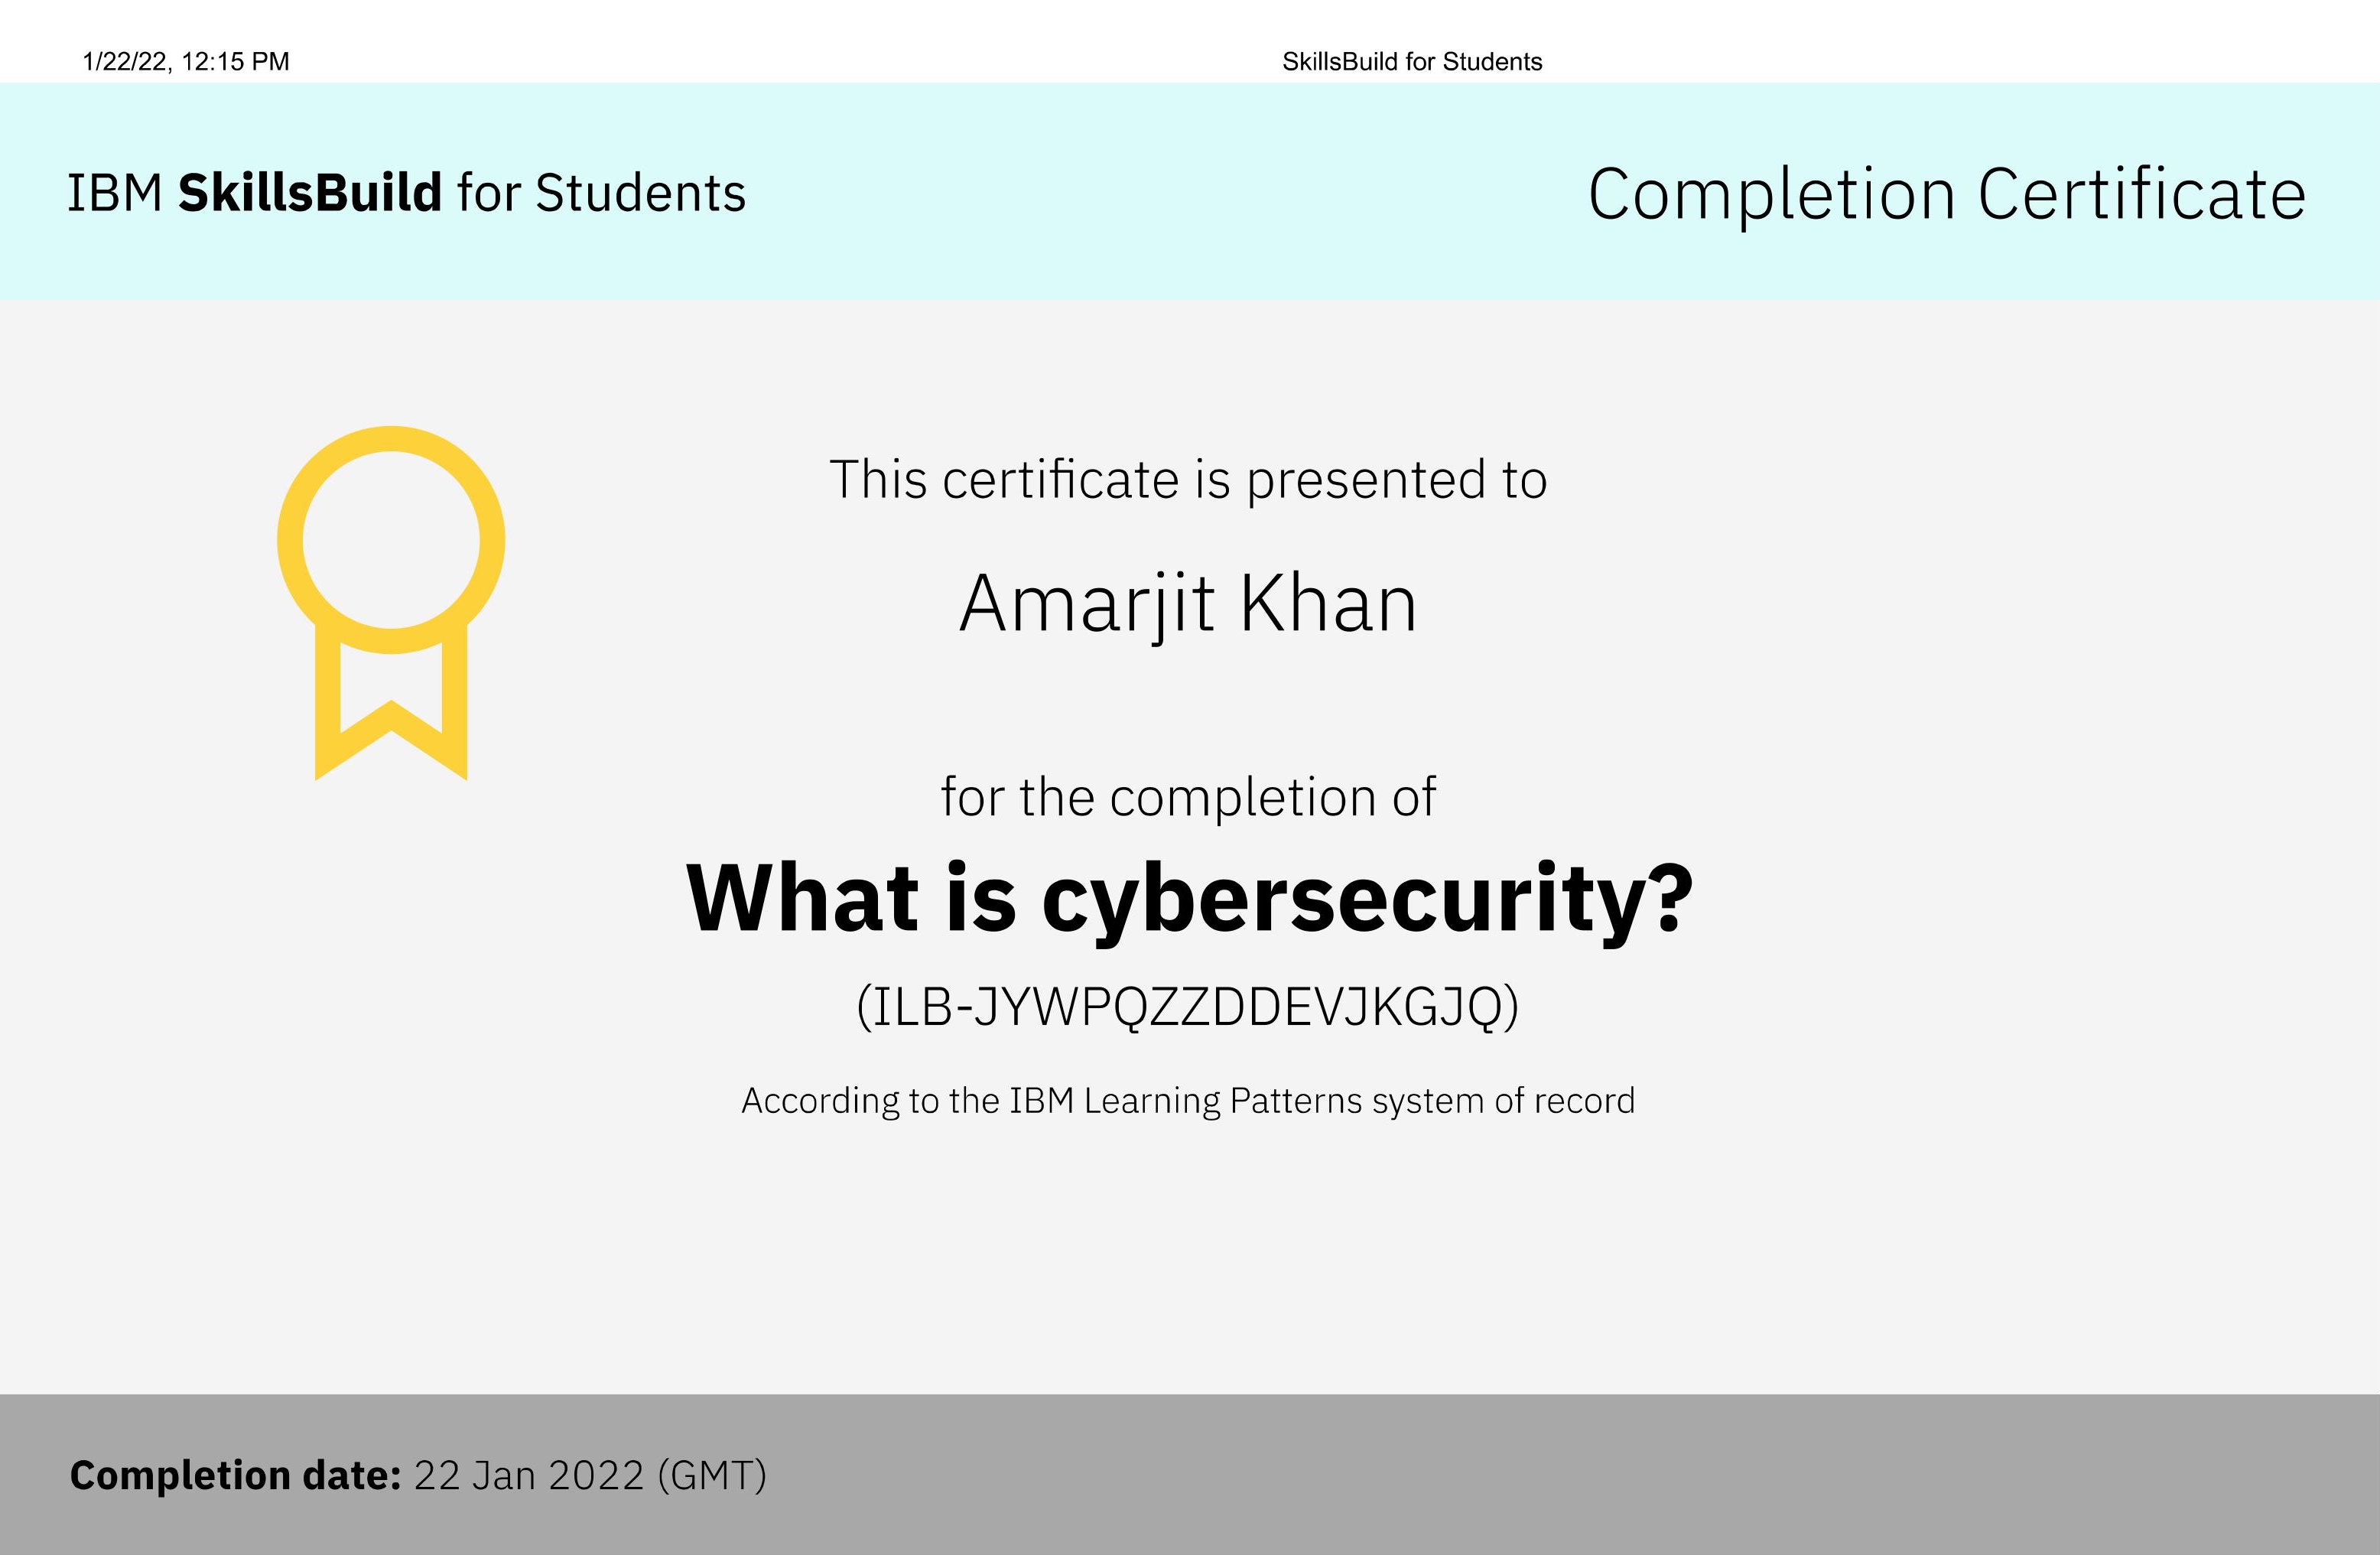 1/22/22, 12:15 PM SkillsBuild for Students
IBM SkillsBuild for Students Completion Certificate
This certificate is presented to
Amarjit Khan
for the completion of
What is cybersecurity?
(ILB-JYWPQZZDDEVJKGJQ)
According to the IBM Learning Patterns system of record
Completion date: 22 Jan 2022 (GMT)